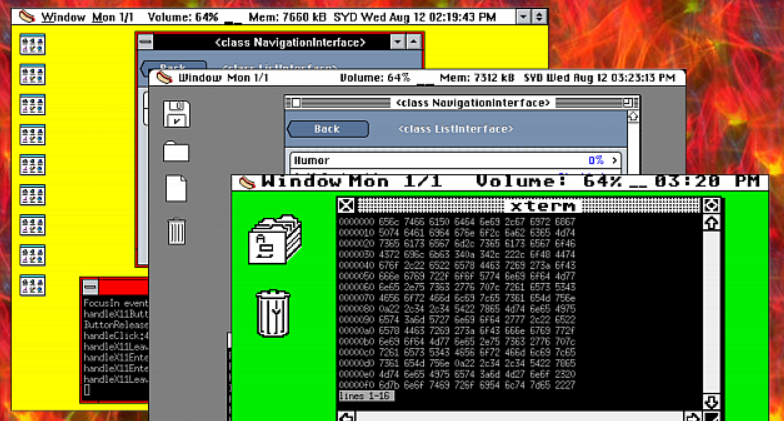 Window Mon 1/1 Volume: 64% __ Mem: 7660 kB SYD Wed Aug 12 02:19:43 PM
<class NavigationInterface>
Back <class ListInterface>
Window Mon 1/1 Volume: 64% __ Mem: 7312 kB SYD Wed Aug 12 03:23:13 PM
<class NavigationInterface>
Back <class ListInterface>
Humor 0% >
Window Mon 1/1 Volume: 64% __ 03:20 PM
xterm
0000000 656c 7466 6150 6464 6e69 2c67 6972 6867
0000010 5074 6461 6964 676e 6f2c 6a62 6365 4d74
0000020 7365 6173 6567 6d2c 7365 6173 6567 6f46
0000030 4372 696c 6b63 340a 342c 222c 6f48 4474
0000040 676f 2c22 6522 6578 4463 7269 273a 6f43
0000050 666e 6769 722f 6f6f 5774 6e69 6f64 4d77
0000060 6e65 2e75 7363 2776 707c 7261 6573 5343
0000070 4656 6f72 466d 6c69 7c65 7361 654d 756e
0000080 0a22 2c34 2c34 5422 7865 4d74 6e65 4975
0000090 6574 3a6d 5727 6e69 6f64 2777 2c22 6522
00000a0 6578 4463 7269 273a 6f43 666e 6769 772f
00000b0 6e69 6f64 4d77 6e65 2e75 7363 2776 707c
00000c0 7261 6573 5343 4656 6f72 466d 6c69 7c65
00000d0 7361 654d 756e 0a22 2c34 2c34 5422 7865
00000e0 4d74 6e65 4975 6574 3a6d 4d27 6e6f 2320
00000f0 6d7b 6e6f 7469 726f 6954 6c74 7d65 2227
lines 1-16
FocusIn event
handleX11Butt
ButtonRelease
handleClick:4
handleX11Leav
handleX11Ente
handleX11Ente
handleX11Leav